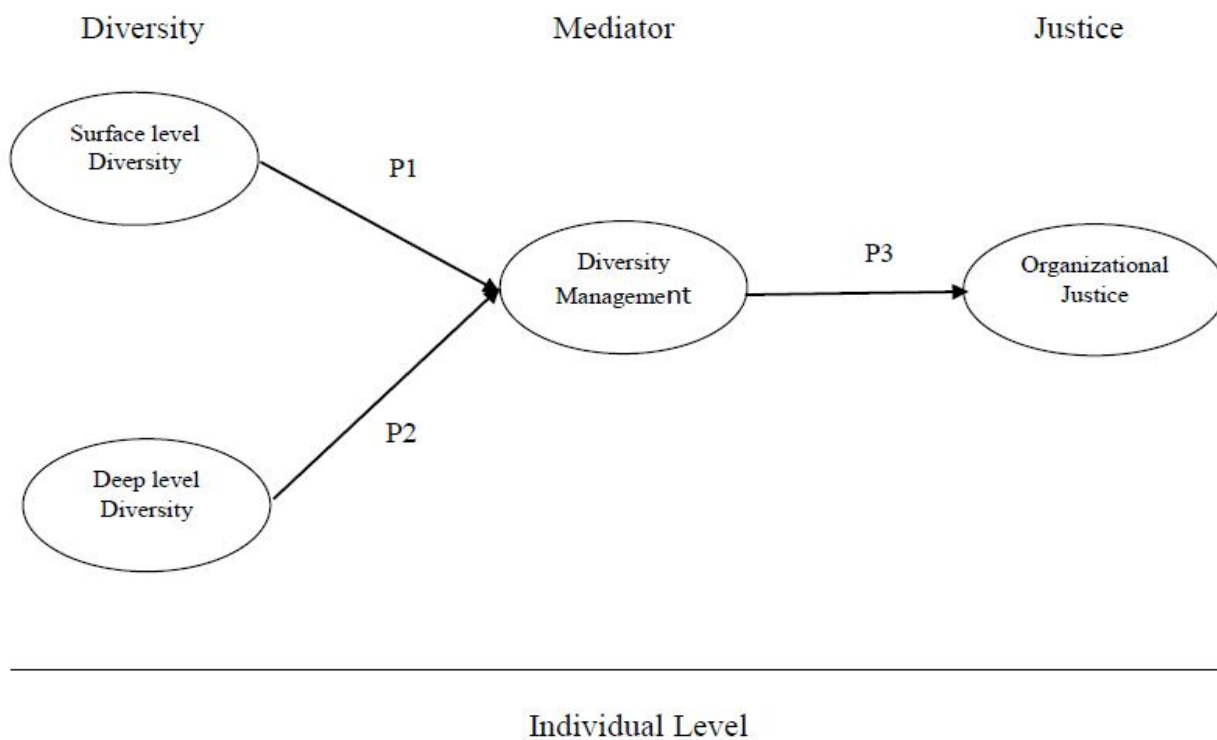 Diversity
Mediator
Justice
Surface level
Diversity
P1
Diversity
Management
P3
Organizational
Justice
P2
Deep level
Diversity
Individual Level